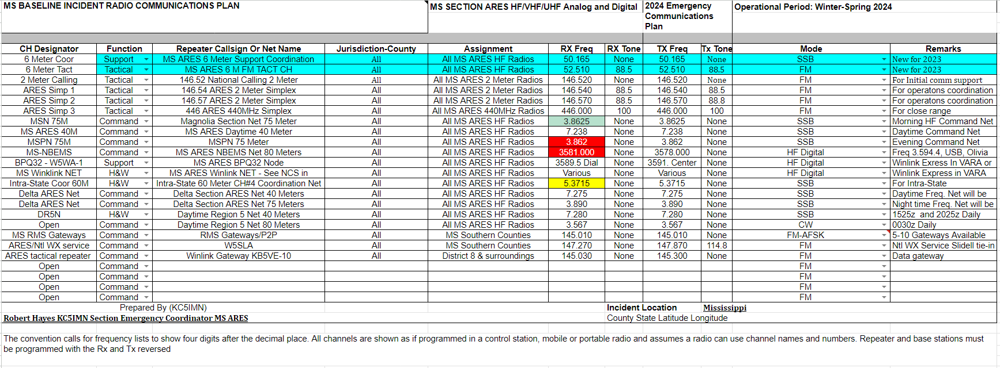 MS BASELINE INCIDENT RADIO COMMUNICATIONS PLAN MS SECTION ARES HF/VHF/UHF Analog and Digital 2024 Emergency Communications Plan Operational Period: Winter-Spring 2024
CH Designator Function Repeater Callsign Or Net Name Jurisdiction-County Assignment RX Freq RX Tone TX Freq Tx Tone Mode Remarks
6 Meter Coor Support MS ARES 6 Meter Support Coordination All All MS ARES HF Radios 50.165 None 50.165 None SSB New for 2023
6 Meter Tact Tactical MS ARES 6 M FM TACT CH All All MS ARES HF Radios 52.510 88.5 52.510 88.5 FM New for 2023
2 Meter Calling Tactical 146.52 National Calling 2 Meter All All MS ARES 2 Meter Radios 146.520 None 146.520 None FM For Initial comm support
ARES Simp 1 Tactical 146.54 ARES 2 Meter Simplex All All MS ARES 2 Meter Radios 146.540 88.5 146.540 88.5 FM For operatons coordination
ARES Simp 2 Tactical 146.57 ARES 2 Meter Simplex All All MS ARES 2 Meter Radios 146.570 88.5 146.570 88.8 FM For operatons coordination
ARES Simp 3 Tactical 446 ARES 440MHz Simplex All All MS ARES 440MHz Radios 446.000 100 446.000 100 FM For close range
MSN 75M Command Magnolia Section Net 75 Meter All All MS ARES HF Radios 3.8625 None 3.8625 None SSB Morning HF Command Net
MS ARES 40M Command MS ARES Daytime 40 Meter All All MS ARES HF Radios 7.238 None 7.238 None SSB Daytime Command Net
MSPN 75M Command MSPN 75 Meter All All MS ARES HF Radios 3.862 None 3.862 None SSB Evening Command Net
MS-NBEMS Command MS ARES NBEMS Net 80 Meters All All MS ARES HF Radios 3581.000 None 3578.000 None HF Digital Freq 3.594.4, USB, Olivia
BPQ32 - W5WA-1 Support MS ARES BPQ32 Node All All MS ARES HF Radios 3589.5 Dial None 3591. Center None HF Digital Winlink Exress In VARA or
MS Winklink NET H&W MS ARES Winlink NET - See NCS in All All MS ARES HF Radios Various None Various None HF Digital Winlink Express in VARA
Intra-State Coor 60M H&W Intra-State 60 Meter CH#4 Coordination Net All All MS ARES HF Radios 5.3715 None 5.3715 None SSB For Intra-State
Delta ARES Net Command Delta Section ARES Net 40 Meters All All MS ARES HF Radios 7.275 None 7.275 None SSB Daytime Freq. Net will be
Delta ARES Net Command Delta Section ARES Net 75 Meters All All MS ARES HF Radios 3.890 None 3.890 None SSB Night time Freq. Net will be
DR5N H&W Daytime Region 5 Net 40 Meters All All MS ARES HF Radios 7.280 None 7.280 None SSB 1525z and 2025z Daily
Open Command Daytime Region 5 Net 80 Meters All All MS ARES HF Radios 3.567 None 3.567 None CW 0030z Daily
MS RMS Gateways Command RMS Gateways/P2P All MS Southern Counties 145.010 None 145.010 None FM-AFSK 5-10 Gateways Available
ARES/Ntl WX service Command W5SLA All MS Southern Counties 147.270 None 147.870 114.8 FM Ntl WX Service Slidell tie-in
ARES tactical repeater Command Winlink Gateway KB5VE-10 All District 8 & surroundings 145.030 None 145.300 None FM Data gateway
Open Command FM
Open Command FM
Open Command FM
Open Command FM
Prepared By (KC5IMN) Incident Location Mississippi
Robert Hayes KC5IMN Section Emergency Coordinator MS ARES County State Latitude Longitude
The convention calls for frequency lists to show four digits after the decimal place. All channels are shown as if programmed in a control station, mobile or portable radio and assumes a radio can use channel names and numbers. Repeater and base stations must
be programmed with the Rx and Tx reversed